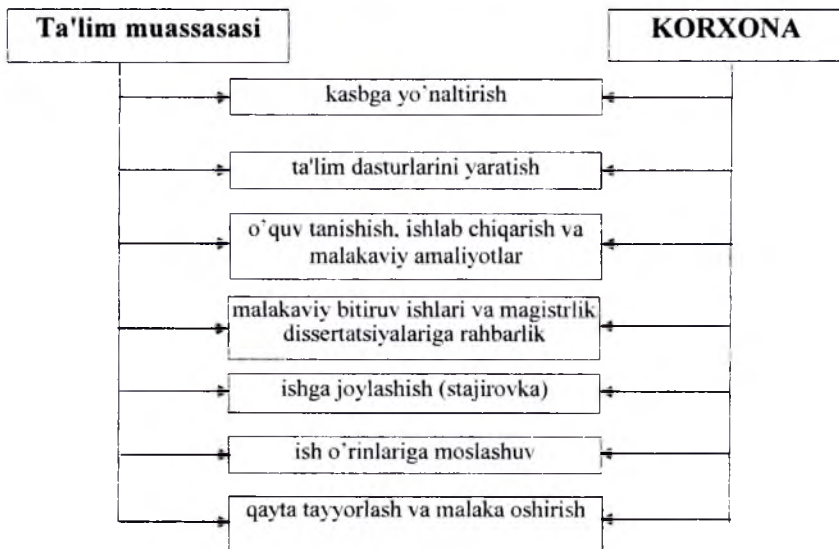 Ta'lim muassasasi
KORXONA
kasbga yo`naltirish
ta'lim dasturlarini yaratish
o`quv tanishish, ishlab chiqarish va
malakaviy amaliyotlar
malakaviy bitiruv ishlari va magistrlik
dissertatsiyalariga rahbarlik
ishga joylashish (stajirovka)
ish o`rinlariga moslashuv
qayta tayyorlash va malaka oshirish